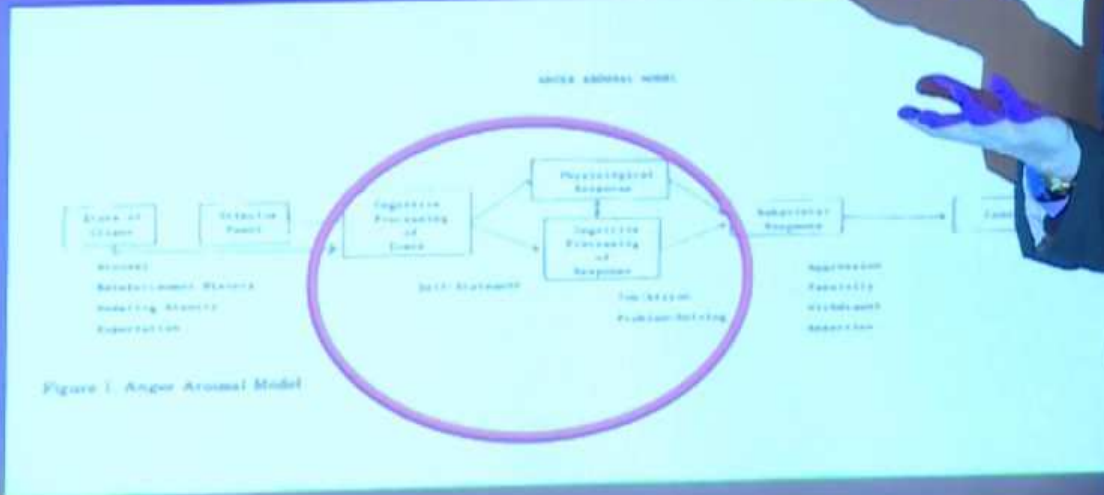 ANGER AROUSAL MODEL
State of
Client
Stimulus
Event
Cognitive
Processing
of
Event
Physiological
Response
Cognitive
Processing
of
Response
Behavioral
Response
Arousal
Reinforcement History
Modeling History
Expectation
Self-Statement
Problem-Solving
Aggression
Passivity
Withdrawal
Assertion
Figure 1. Anger Arousal Model